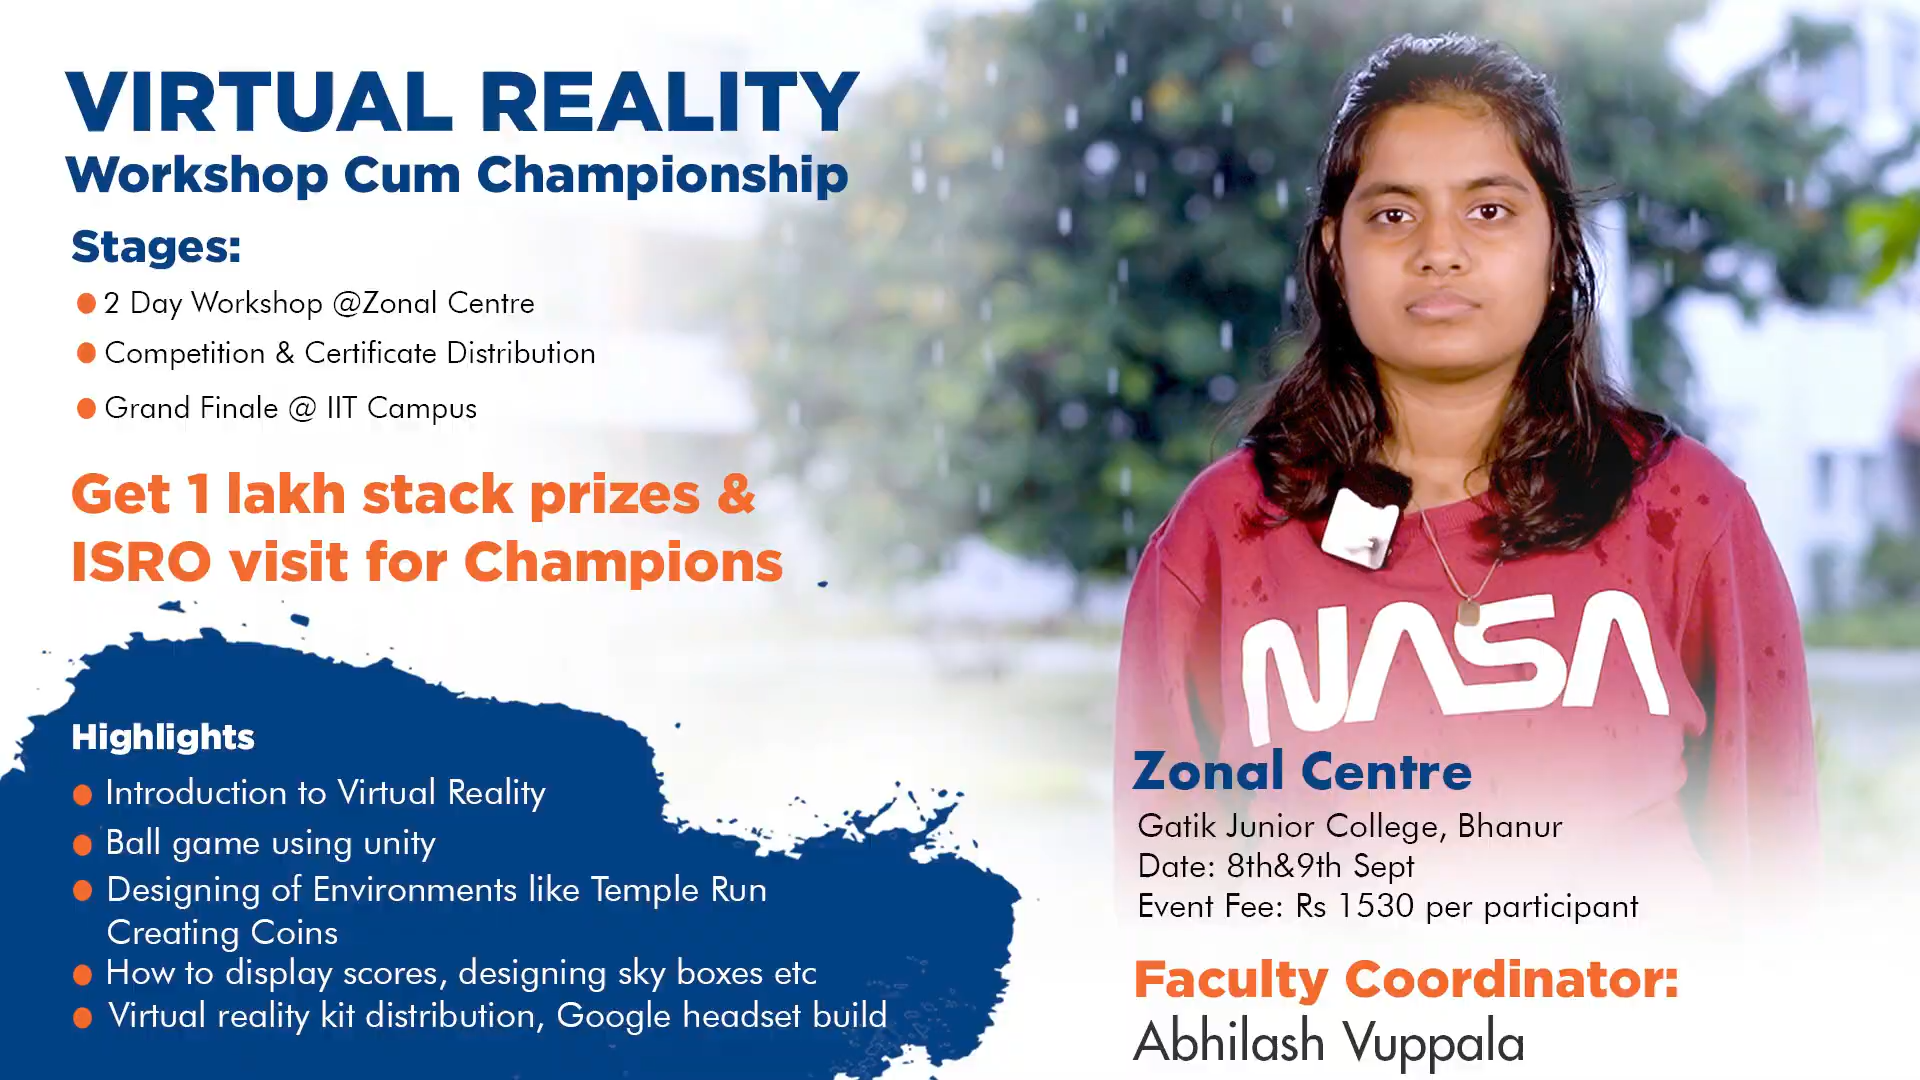 VIRTUAL REALITY
Workshop Cum Championship
Stages:
2 Day Workshop @Zonal Centre
Competition & Certificate Distribution
Grand Finale @ IIT Campus
Get 1 lakh stack prizes &
ISRO visit for Champions
Highlights
Introduction to Virtual Reality
Ball game using unity
Designing of Environments like Temple Run
Creating Coins
How to display scores, designing sky boxes etc
Virtual reality kit distribution, Google headset build
NASA
Zonal Centre
Gatik Junior College, Bhanur
Date: 8th&9th Sept
Event Fee: Rs 1530 per participant
Faculty Coordinator:
Abhilash Vuppala